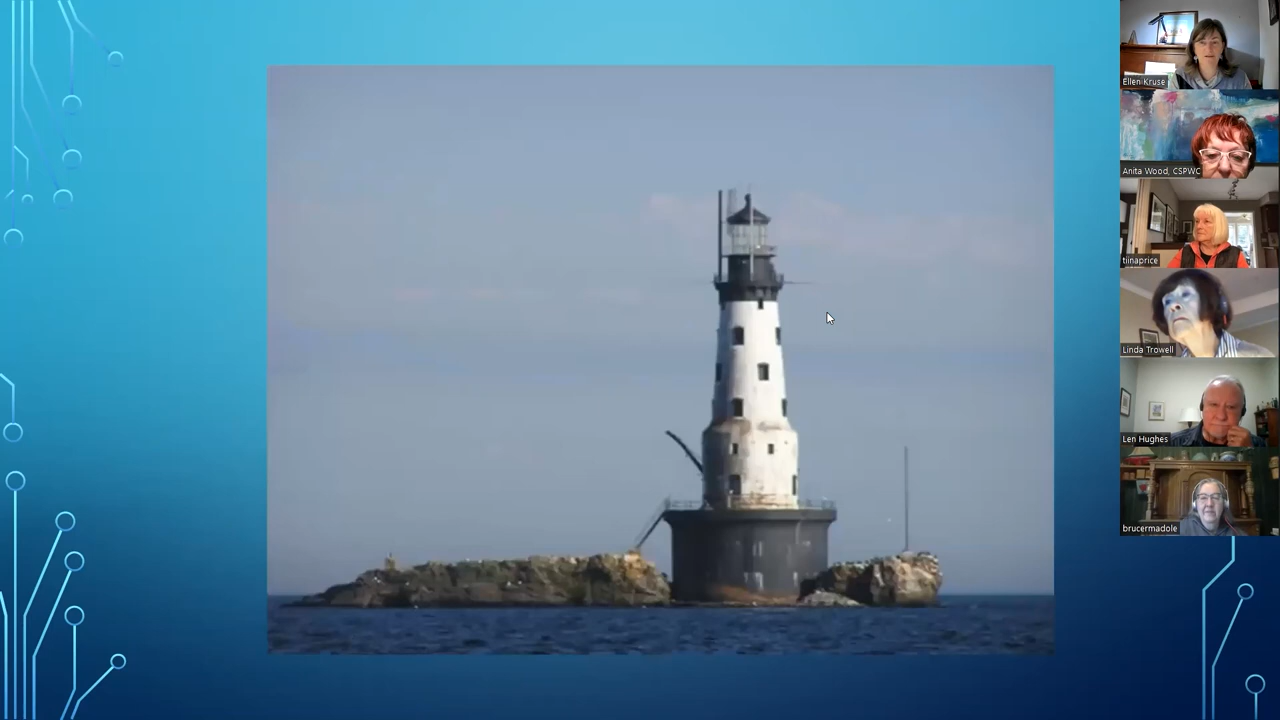 Ellen Kruse
Anita Wood, CSPWC
tiinaprice
Linda Trowell
Len Hughes
brucermadole